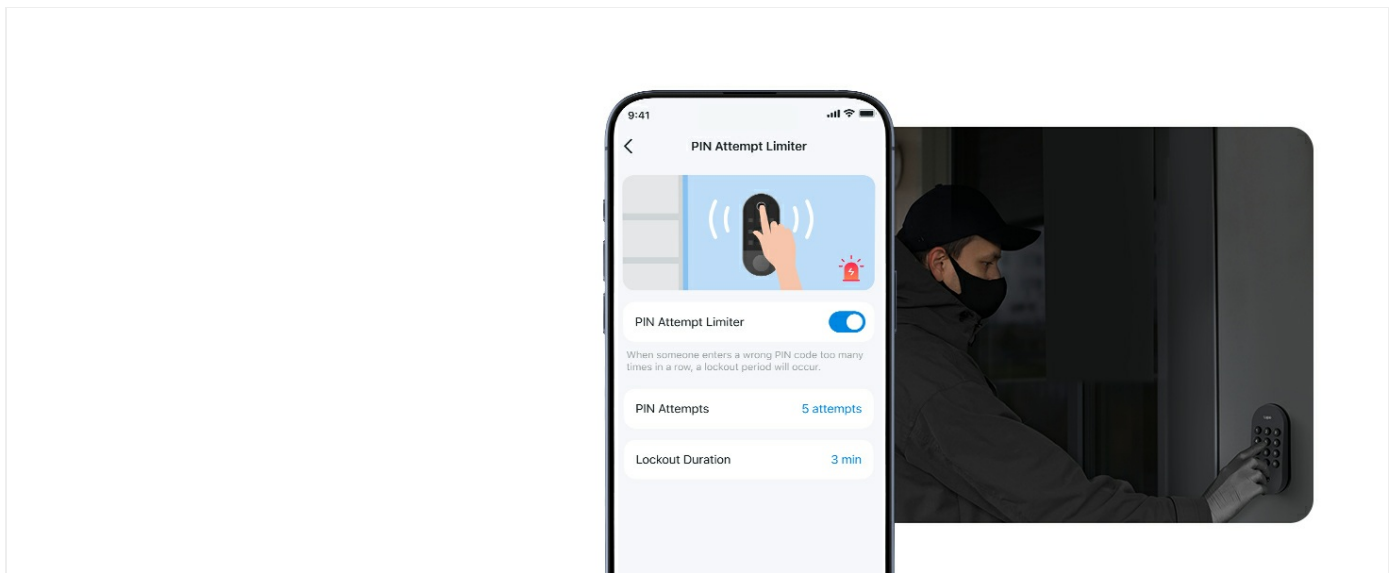 9:41
PIN Attempt Limiter
PIN Attempt Limiter
When someone enters a wrong PIN code too many
times in a row, a lockout period will occur.
PIN Attempts 5 attempts
Lockout Duration 3 min